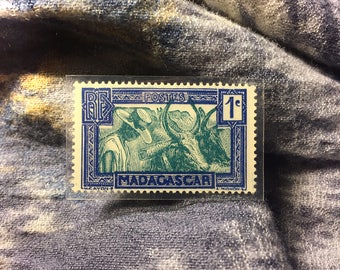 RF POSTES 1c
MADAGASCAR